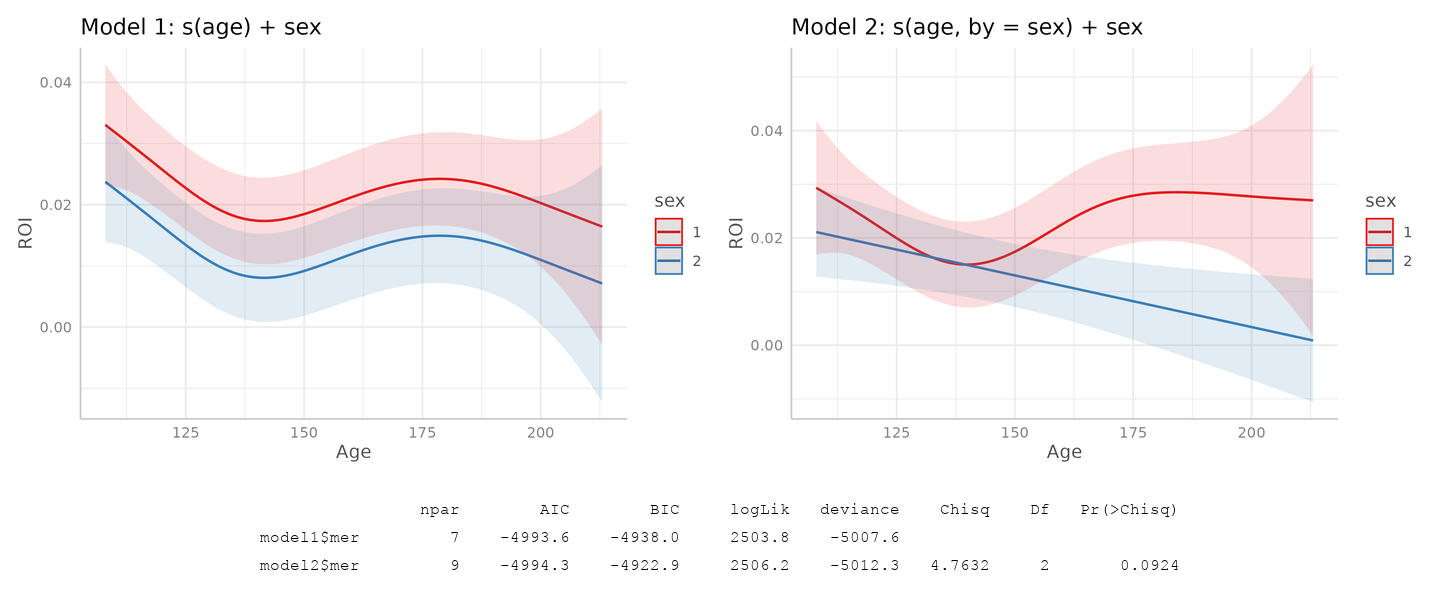 Model 1: s(age) + sex
0.04
0.02
0.00
ROI
125 150 175 200
Age
sex
1
2
Model 2: s(age, by = sex) + sex
0.04
0.02
0.00
ROI
125 150 175 200
Age
sex
1
2
npar AIC BIC logLik deviance Chisq Df Pr(>Chisq)
model1$mer 7 -4993.6 -4938.0 2503.8 -5007.6
model2$mer 9 -4994.3 -4922.9 2506.2 -5012.3 4.7632 2 0.0924